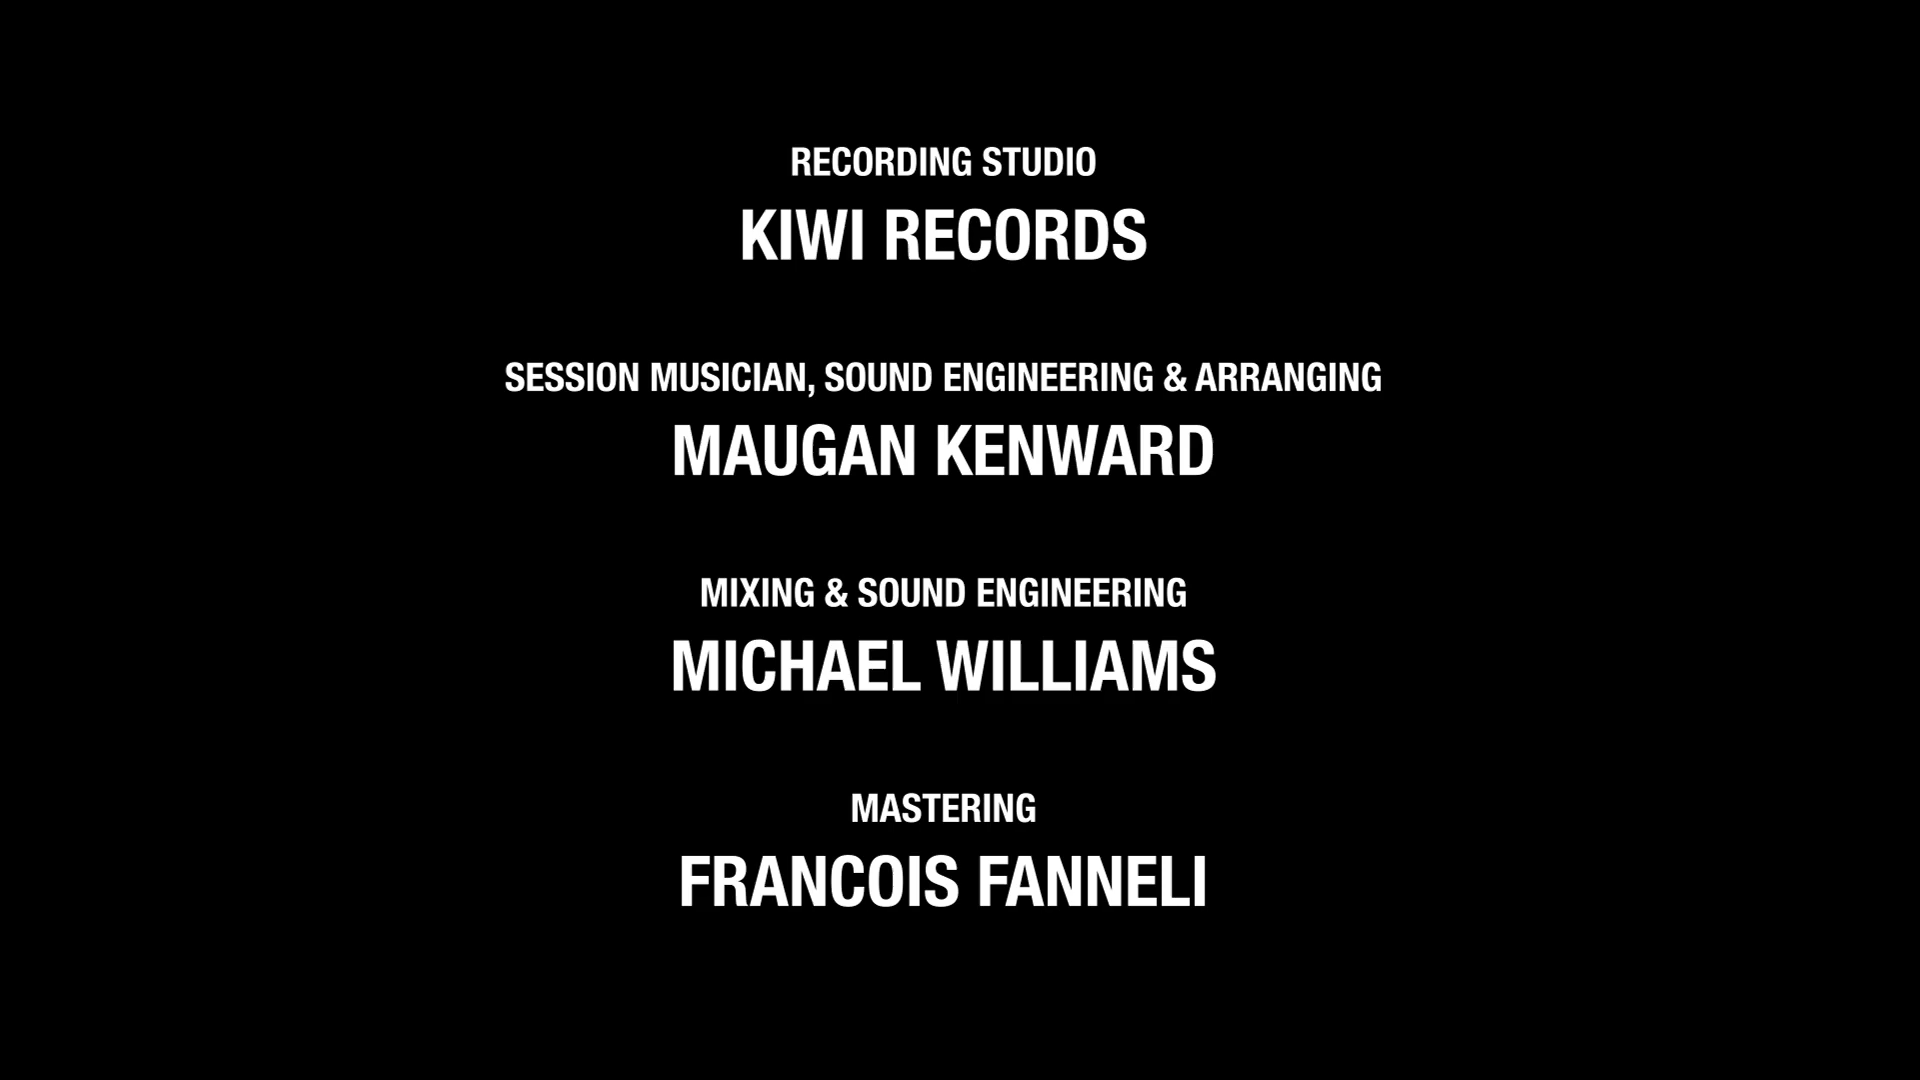 RECORDING STUDIO
KIWI RECORDS
SESSION MUSICIAN, SOUND ENGINEERING & ARRANGING
MAUGAN KENWARD
MIXING & SOUND ENGINEERING
MICHAEL WILLIAMS
MASTERING
FRANCOIS FANNELI